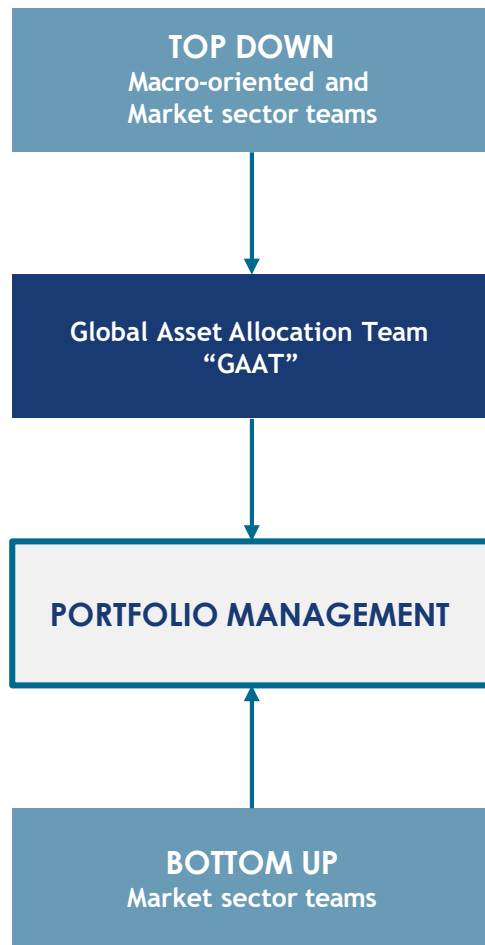 TOP DOWN
Macro-oriented and
Market sector teams
Global Asset Allocation Team
“GAAT”
PORTFOLIO MANAGEMENT
BOTTOM UP
Market sector teams